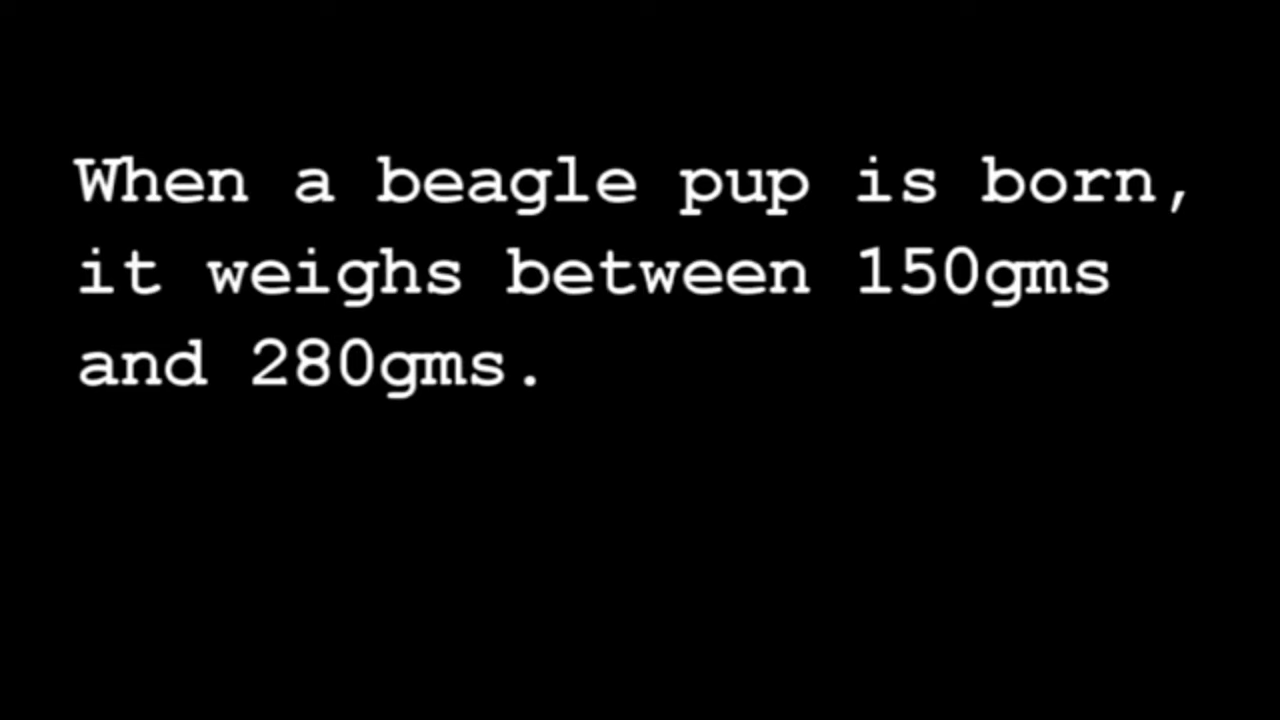 When a beagle pup is born,
it weighs between 150gms
and 280gms.